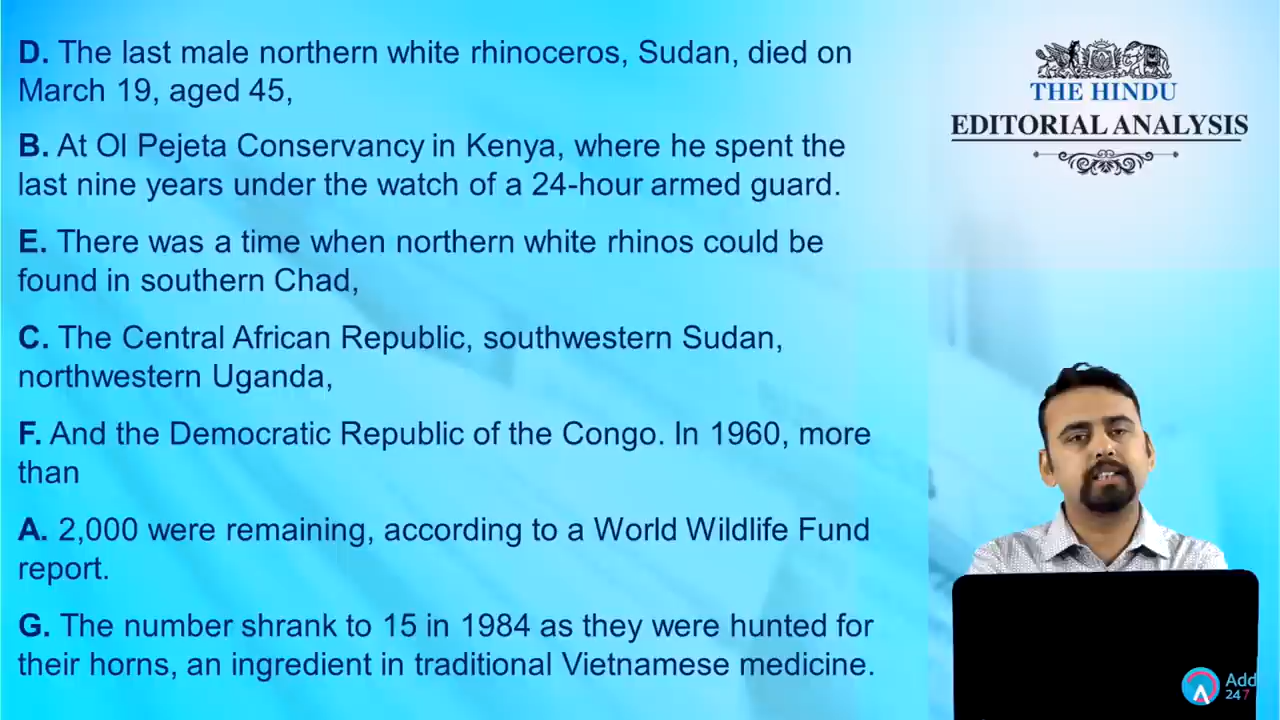 D. The last male northern white rhinoceros, Sudan, died on
March 19, aged 45,
B. At Ol Pejeta Conservancy in Kenya, where he spent the
last nine years under the watch of a 24-hour armed guard.
E. There was a time when northern white rhinos could be
found in southern Chad,
C. The Central African Republic, southwestern Sudan,
northwestern Uganda,
F. And the Democratic Republic of the Congo. In 1960, more
than
A. 2,000 were remaining, according to a World Wildlife Fund
report.
G. The number shrank to 15 in 1984 as they were hunted for
their horns, an ingredient in traditional Vietnamese medicine.
THE HINDU
EDITORIAL ANALYSIS
Add
247